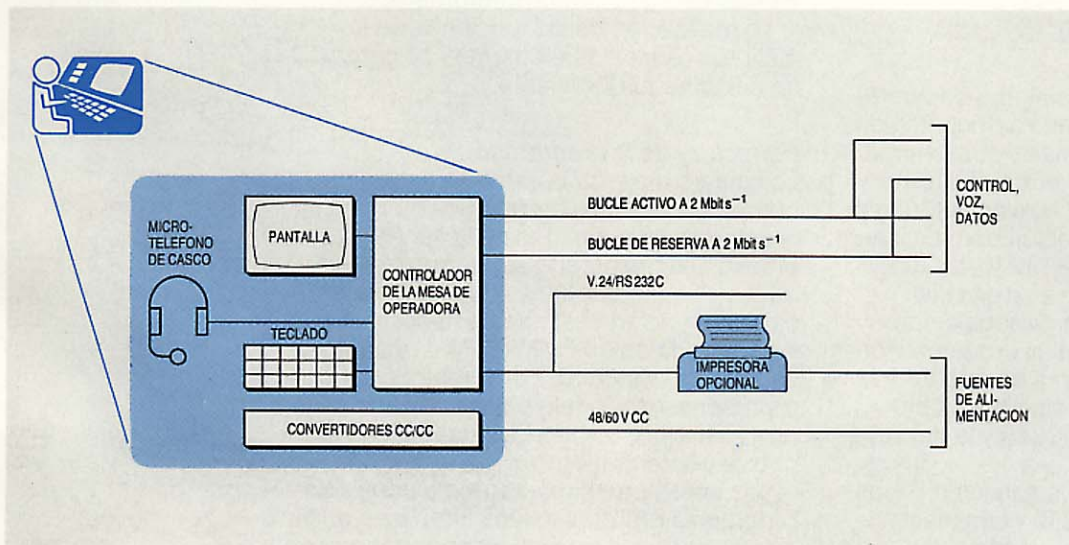 MICRO-
TELEFONO
DE CASCO
PANTALLA
TECLADO
CONTROLADOR
DE LA MESA DE
OPERADORA
CONVERTIDORES CC/CC
BUCLE ACTIVO A 2 Mbit s⁻¹
BUCLE DE RESERVA A 2 Mbit s⁻¹
V.24/RS 232C
IMPRESORA
OPCIONAL
48/60 V CC
CONTROL,
VOZ,
DATOS
FUENTES
DE ALI-
MENTACION